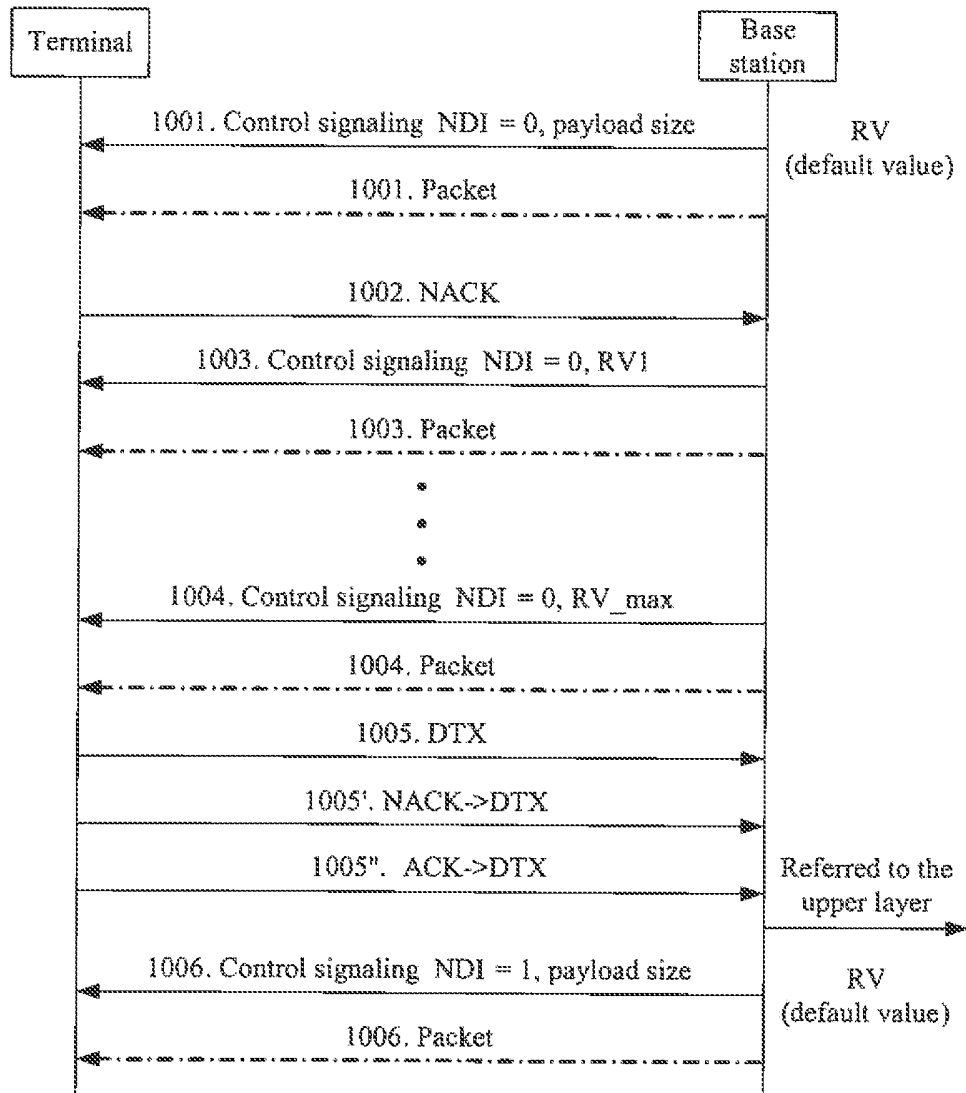 Terminal
Base
station
1001. Control signaling NDI = 0, payload size
RV
(default value)
1001. Packet
1002. NACK
1003. Control signaling NDI = 0, RV1
1003. Packet
1004. Control signaling NDI = 0, RV_max
1004. Packet
1005. DTX
1005'. NACK->DTX
1005". ACK->DTX
Referred to the
upper layer
1006. Control signaling NDI = 1, payload size
RV
(default value)
1006. Packet